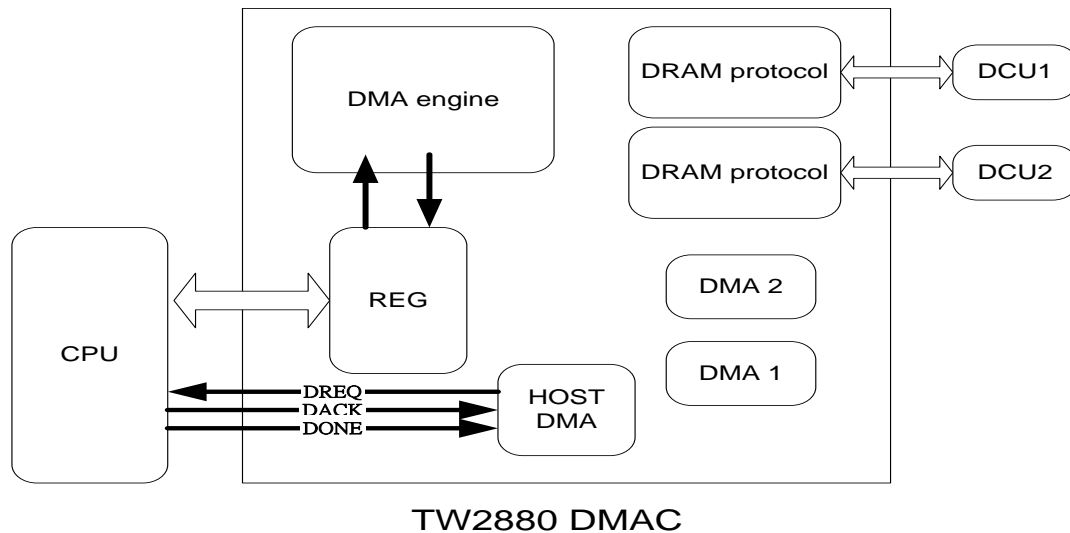 DMA engine
DRAM protocol
DCU1
DRAM protocol
DCU2
CPU
REG
DMA 2
DMA 1
DREQ
DACK
DONE
HOST
DMA
TW2880 DMAC